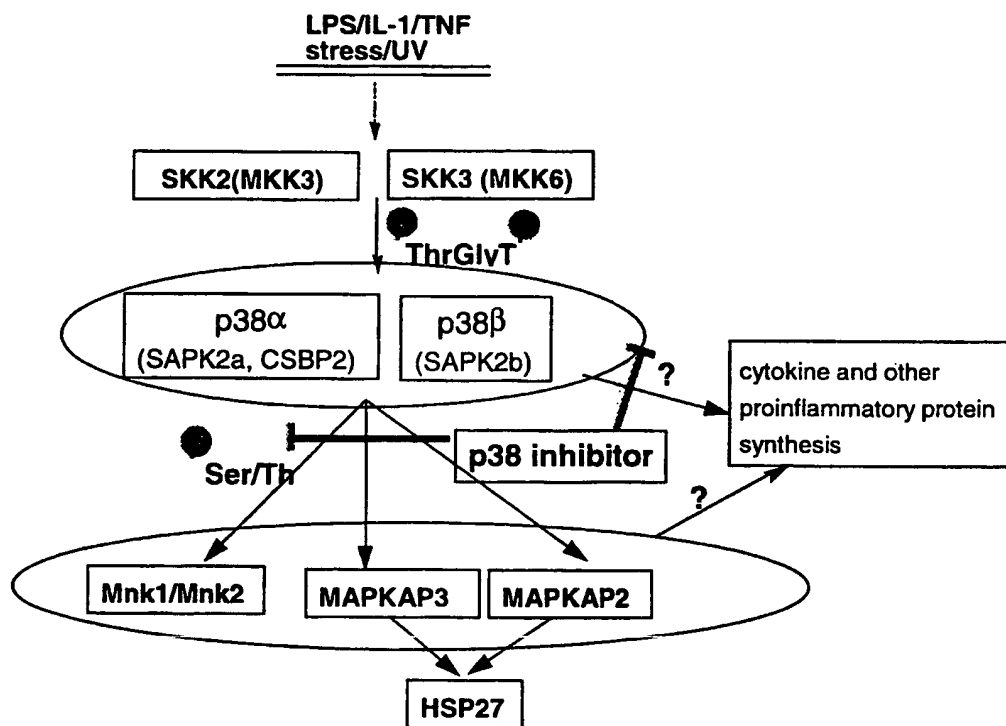 LPS/IL-1/TNF
stress/UV
SKK2(MKK3)
SKK3 (MKK6)
ThrGlyT
p38α
(SAPK2a, CSBP2)
p38β
(SAPK2b)
?
cytokine and other
proinflammatory protein
synthesis
Ser/Th
p38 inhibitor
?
Mnk1/Mnk2
MAPKAP3
MAPKAP2
HSP27